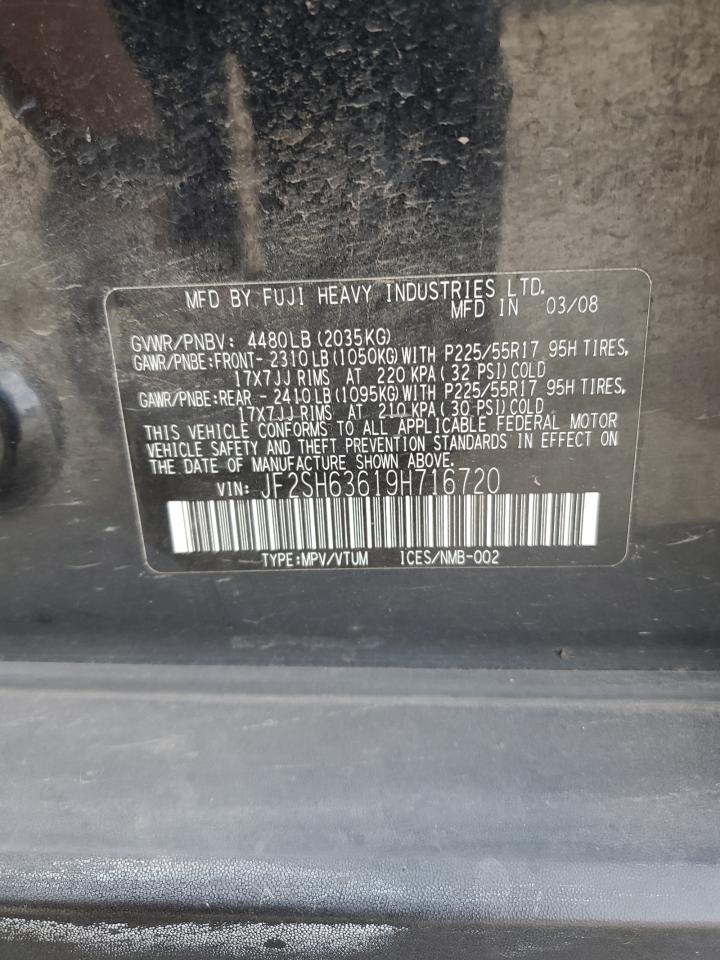 MFD BY FUJI HEAVY INDUSTRIES LTD.
MFD IN 03/08
GVWR/PNBV: 4480LB (2035KG)
GAWR/PNBE:FRONT- 2310LB (1050KG) WITH P225/55R17 95H TIRES,
17X7JJ RIMS AT 220 KPA (32 PSI) COLD
GAWR/PNBE:REAR - 2410LB (1095KG) WITH P225/55R17 95H TIRES,
17X7JJ RIMS AT 210 KPA (30 PSI) COLD
THIS VEHICLE CONFORMS TO ALL APPLICABLE FEDERAL MOTOR
VEHICLE SAFETY AND THEFT PREVENTION STANDARDS IN EFFECT ON
THE DATE OF MANUFACTURE SHOWN ABOVE.
VIN: JF2SH63619H716720
TYPE:MPV/VTUM ICES/NMB-002